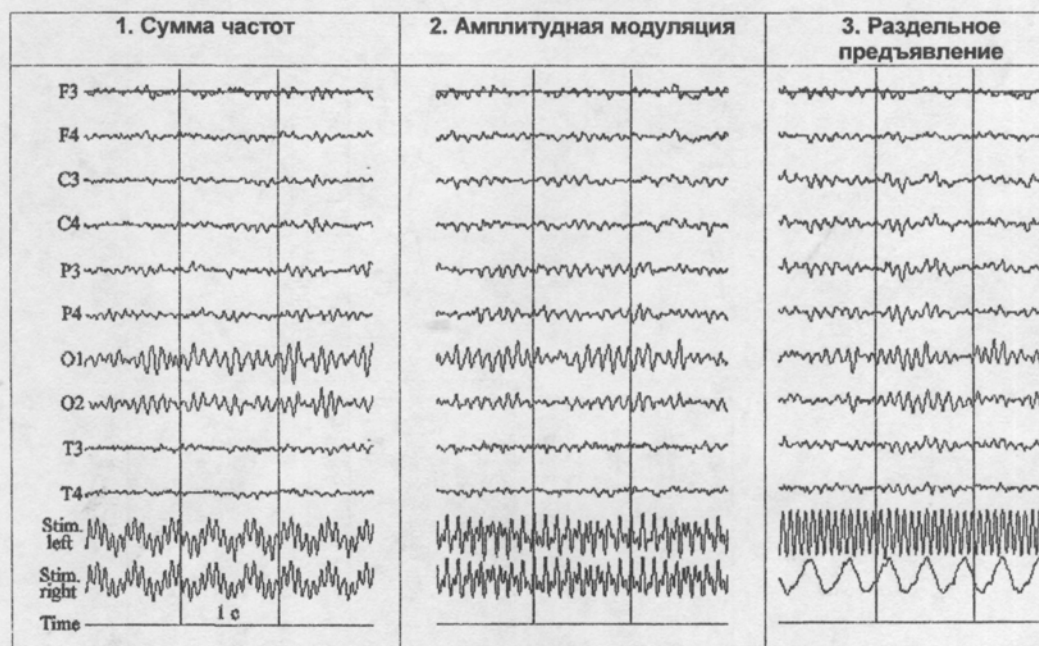 1. Сумма частот
2. Амплитудная модуляция
3. Раздельное
предъявление
F3
F4
C3
C4
P3
P4
O1
O2
T3
T4
Stim.
left
Stim.
right
1 с
Time